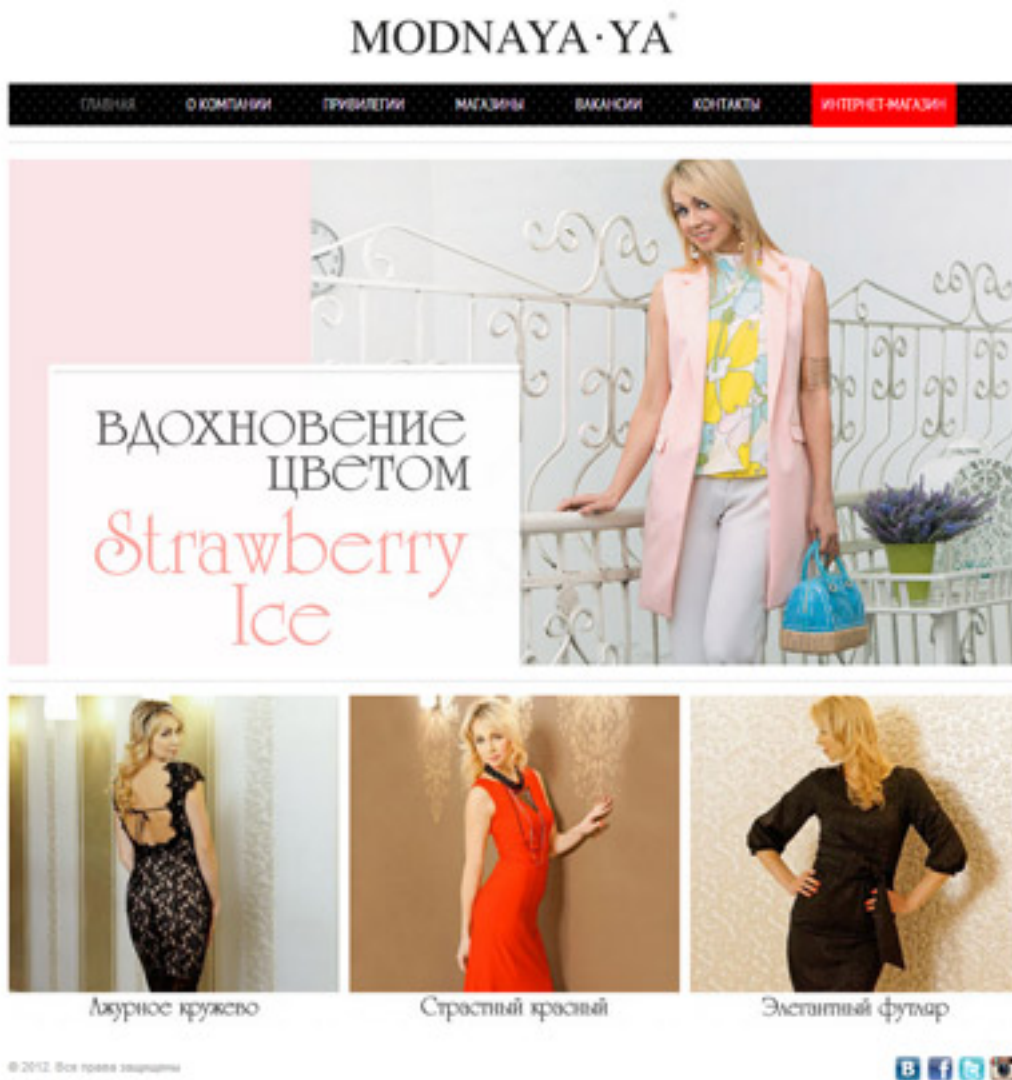 MODNAYA·YA®
ГЛАВНАЯ О КОМПАНИИ ПРИВИЛЕГИИ МАГАЗИНЫ ВАКАНСИИ КОНТАКТЫ ИНТЕРНЕТ-МАГАЗИН
ВДОХНОВЕНИЕ
ЦВЕТОМ
Strawberry
Ice
Ажурное кружево Страстный красный Элегантный футляр
© 2012. Все права защищены